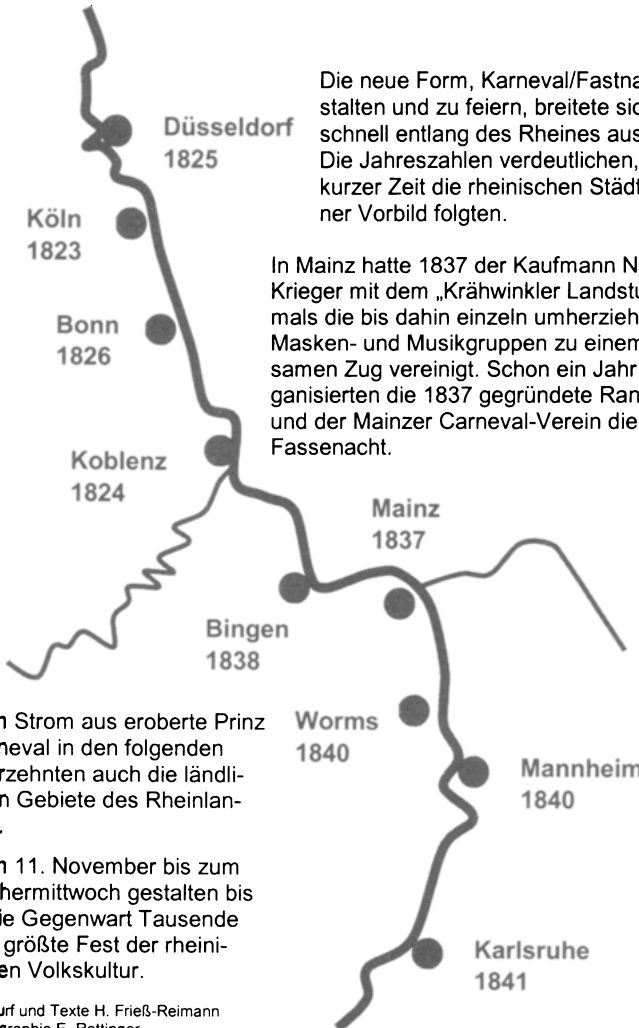 Die neue Form, Karneval/Fastna
stalten und zu feiern, breitete sic
schnell entlang des Rheines aus
Die Jahreszahlen verdeutlichen,
kurzer Zeit die rheinischen Städt
ner Vorbild folgten.
Düsseldorf
1825
Köln
1823
In Mainz hatte 1837 der Kaufmann N
Krieger mit dem „Krähwinkler Landstu
mals die bis dahin einzeln umherzieh
Masken- und Musikgruppen zu einem
samen Zug vereinigt. Schon ein Jahr
ganisierten die 1837 gegründete Ran
und der Mainzer Carneval-Verein die
Fassenacht.
Bonn
1826
Koblenz
1824
Mainz
1837
Bingen
1838
Worms
1840
Mannheim
1840
Karlsruhe
1841
n Strom aus eroberte Prinz
neval in den folgenden
rzehnten auch die ländli-
n Gebiete des Rheinlan-
.
n 11. November bis zum
hermittwoch gestalten bis
ie Gegenwart Tausende
größte Fest der rheini-
en Volkskultur.
urf und Texte H. Frieß-Reimann
graphie E. Rettinger